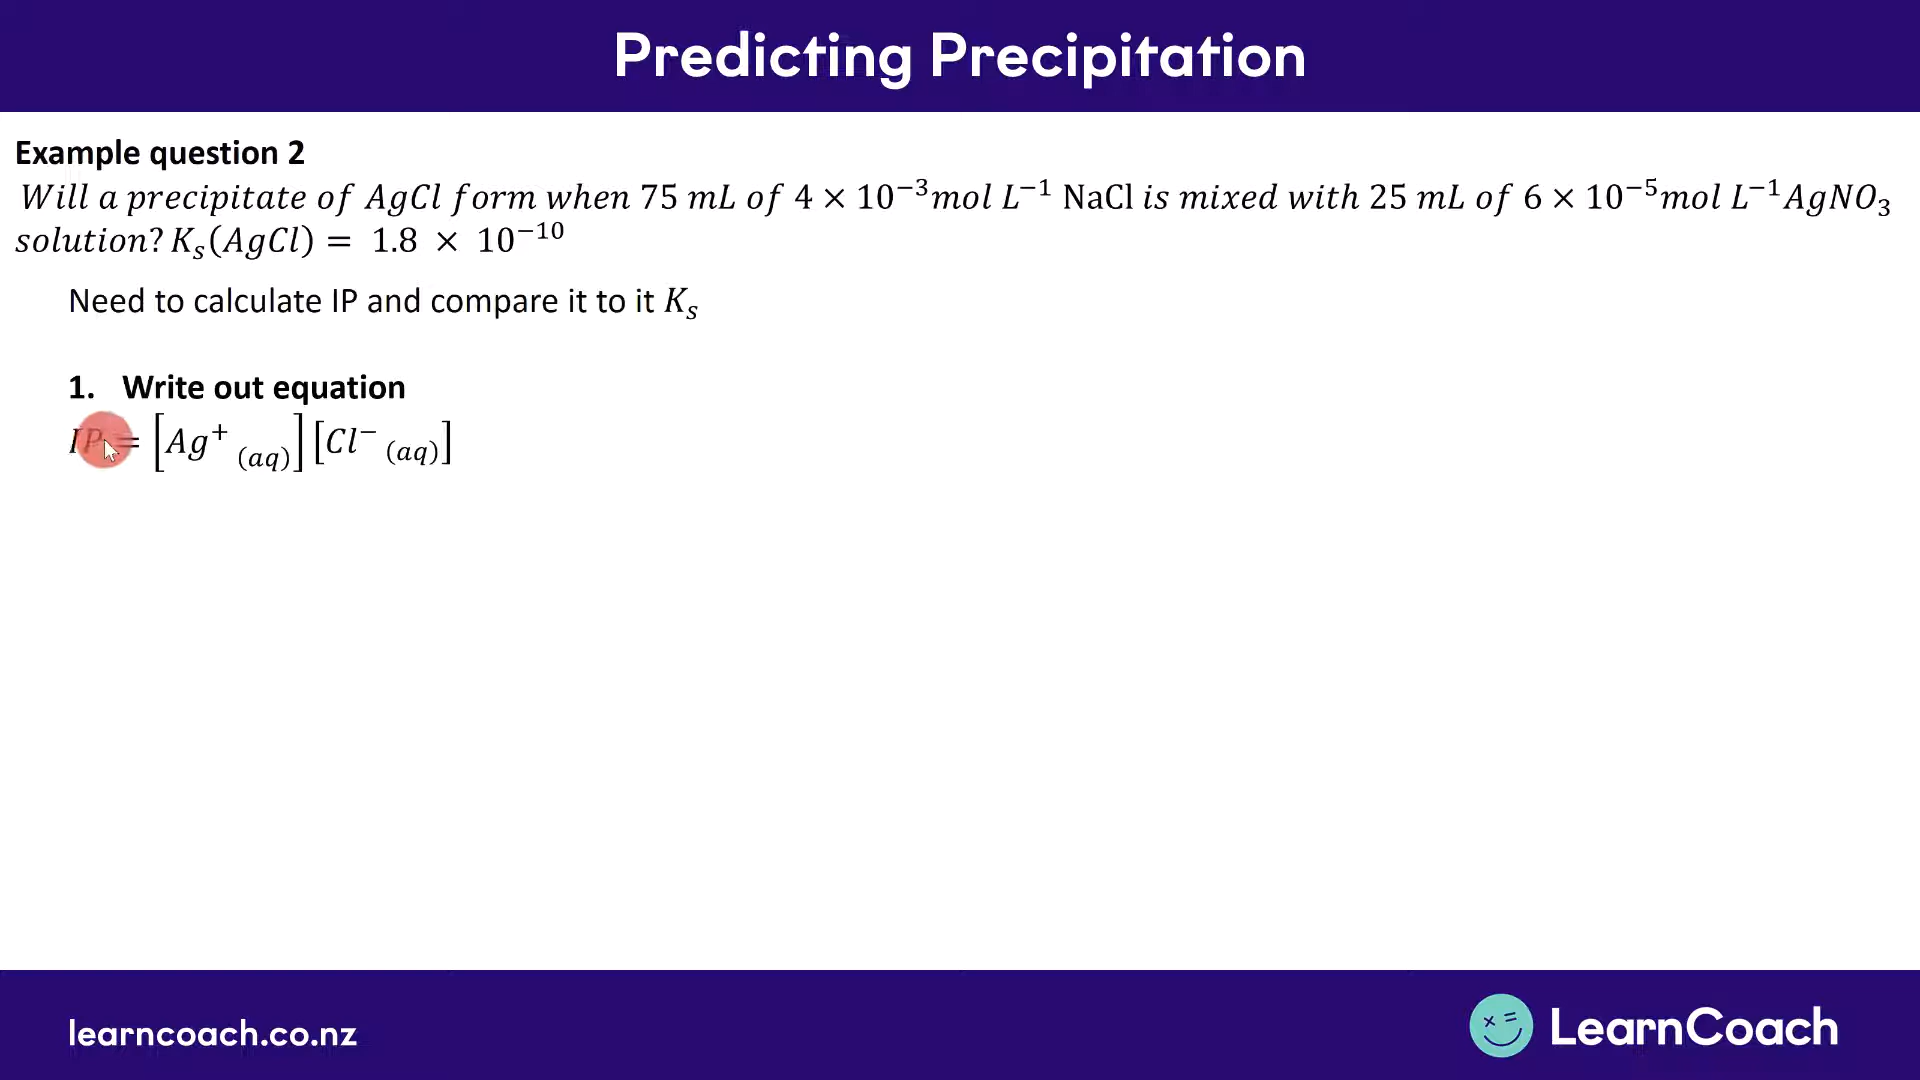 Predicting Precipitation
Example question 2
Will a precipitate of AgCl form when 75 mL of 4 × 10⁻³mol L⁻¹ NaCl is mixed with 25 mL of 6 × 10⁻⁵mol L⁻¹AgNO₃
solution? Kₛ(AgCl) = 1.8 × 10⁻¹⁰
Need to calculate IP and compare it to it Kₛ
1. Write out equation
IP = [Ag⁺ ₍aq₎][Cl⁻ ₍aq₎]
learncoach.co.nz
LearnCoach